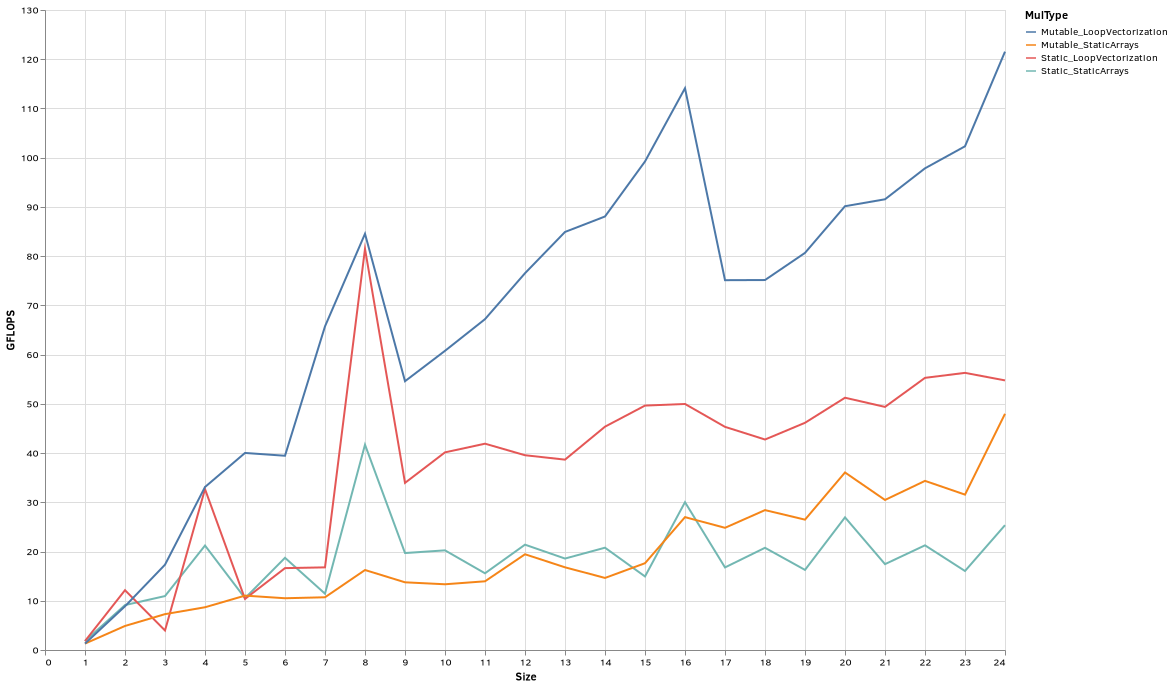 130
120
110
100
90
80
70
60
50
40
30
20
10
0
GFLOPS
0 1 2 3 4 5 6 7 8 9 10 11 12 13 14 15 16 17 18 19 20 21 22 23 24
Size
MulType
Mutable_LoopVectorization
Mutable_StaticArrays
Static_LoopVectorization
Static_StaticArrays